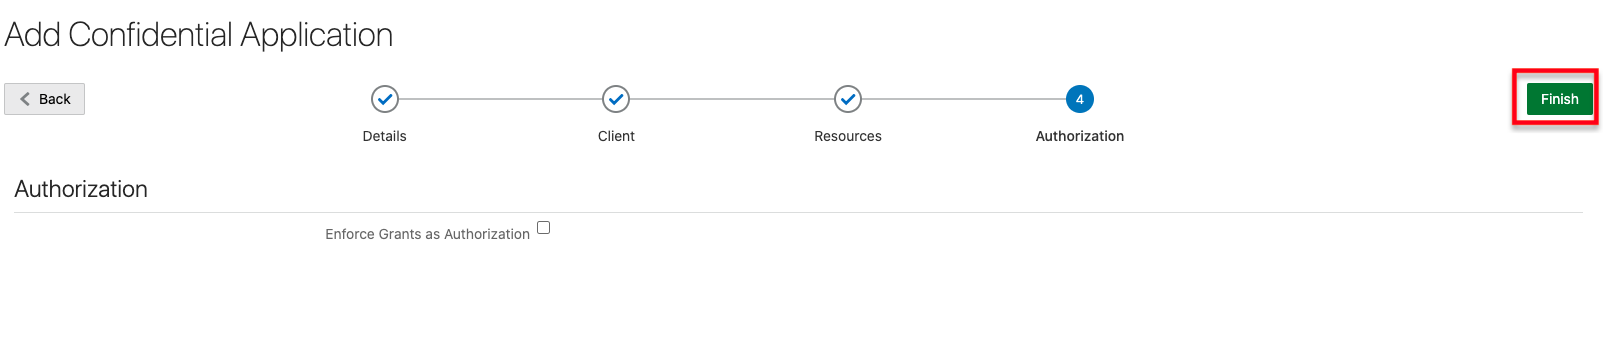 Add Confidential Application
Back
4
Finish
Details
Client
Resources
Authorization
Authorization
Enforce Grants as Authorization